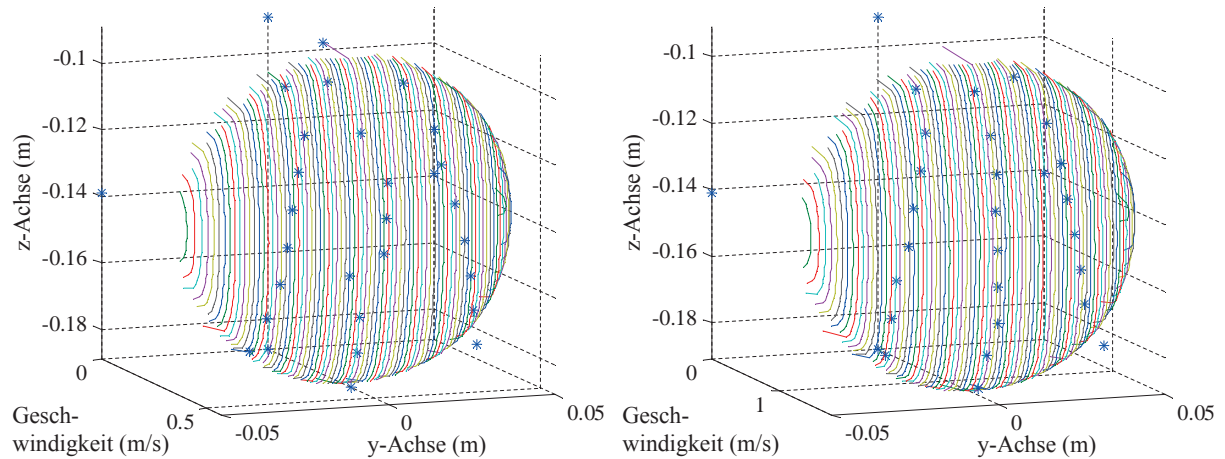 -0.1
-0.12
-0.14
-0.16
-0.18
z-Achse (m)
0
0.5
Gesch-
windigkeit (m/s)
-0.05
0
0.05
y-Achse (m)
-0.1
-0.12
-0.14
-0.16
-0.18
z-Achse (m)
0
1
Gesch-
windigkeit (m/s)
-0.05
0
0.05
y-Achse (m)